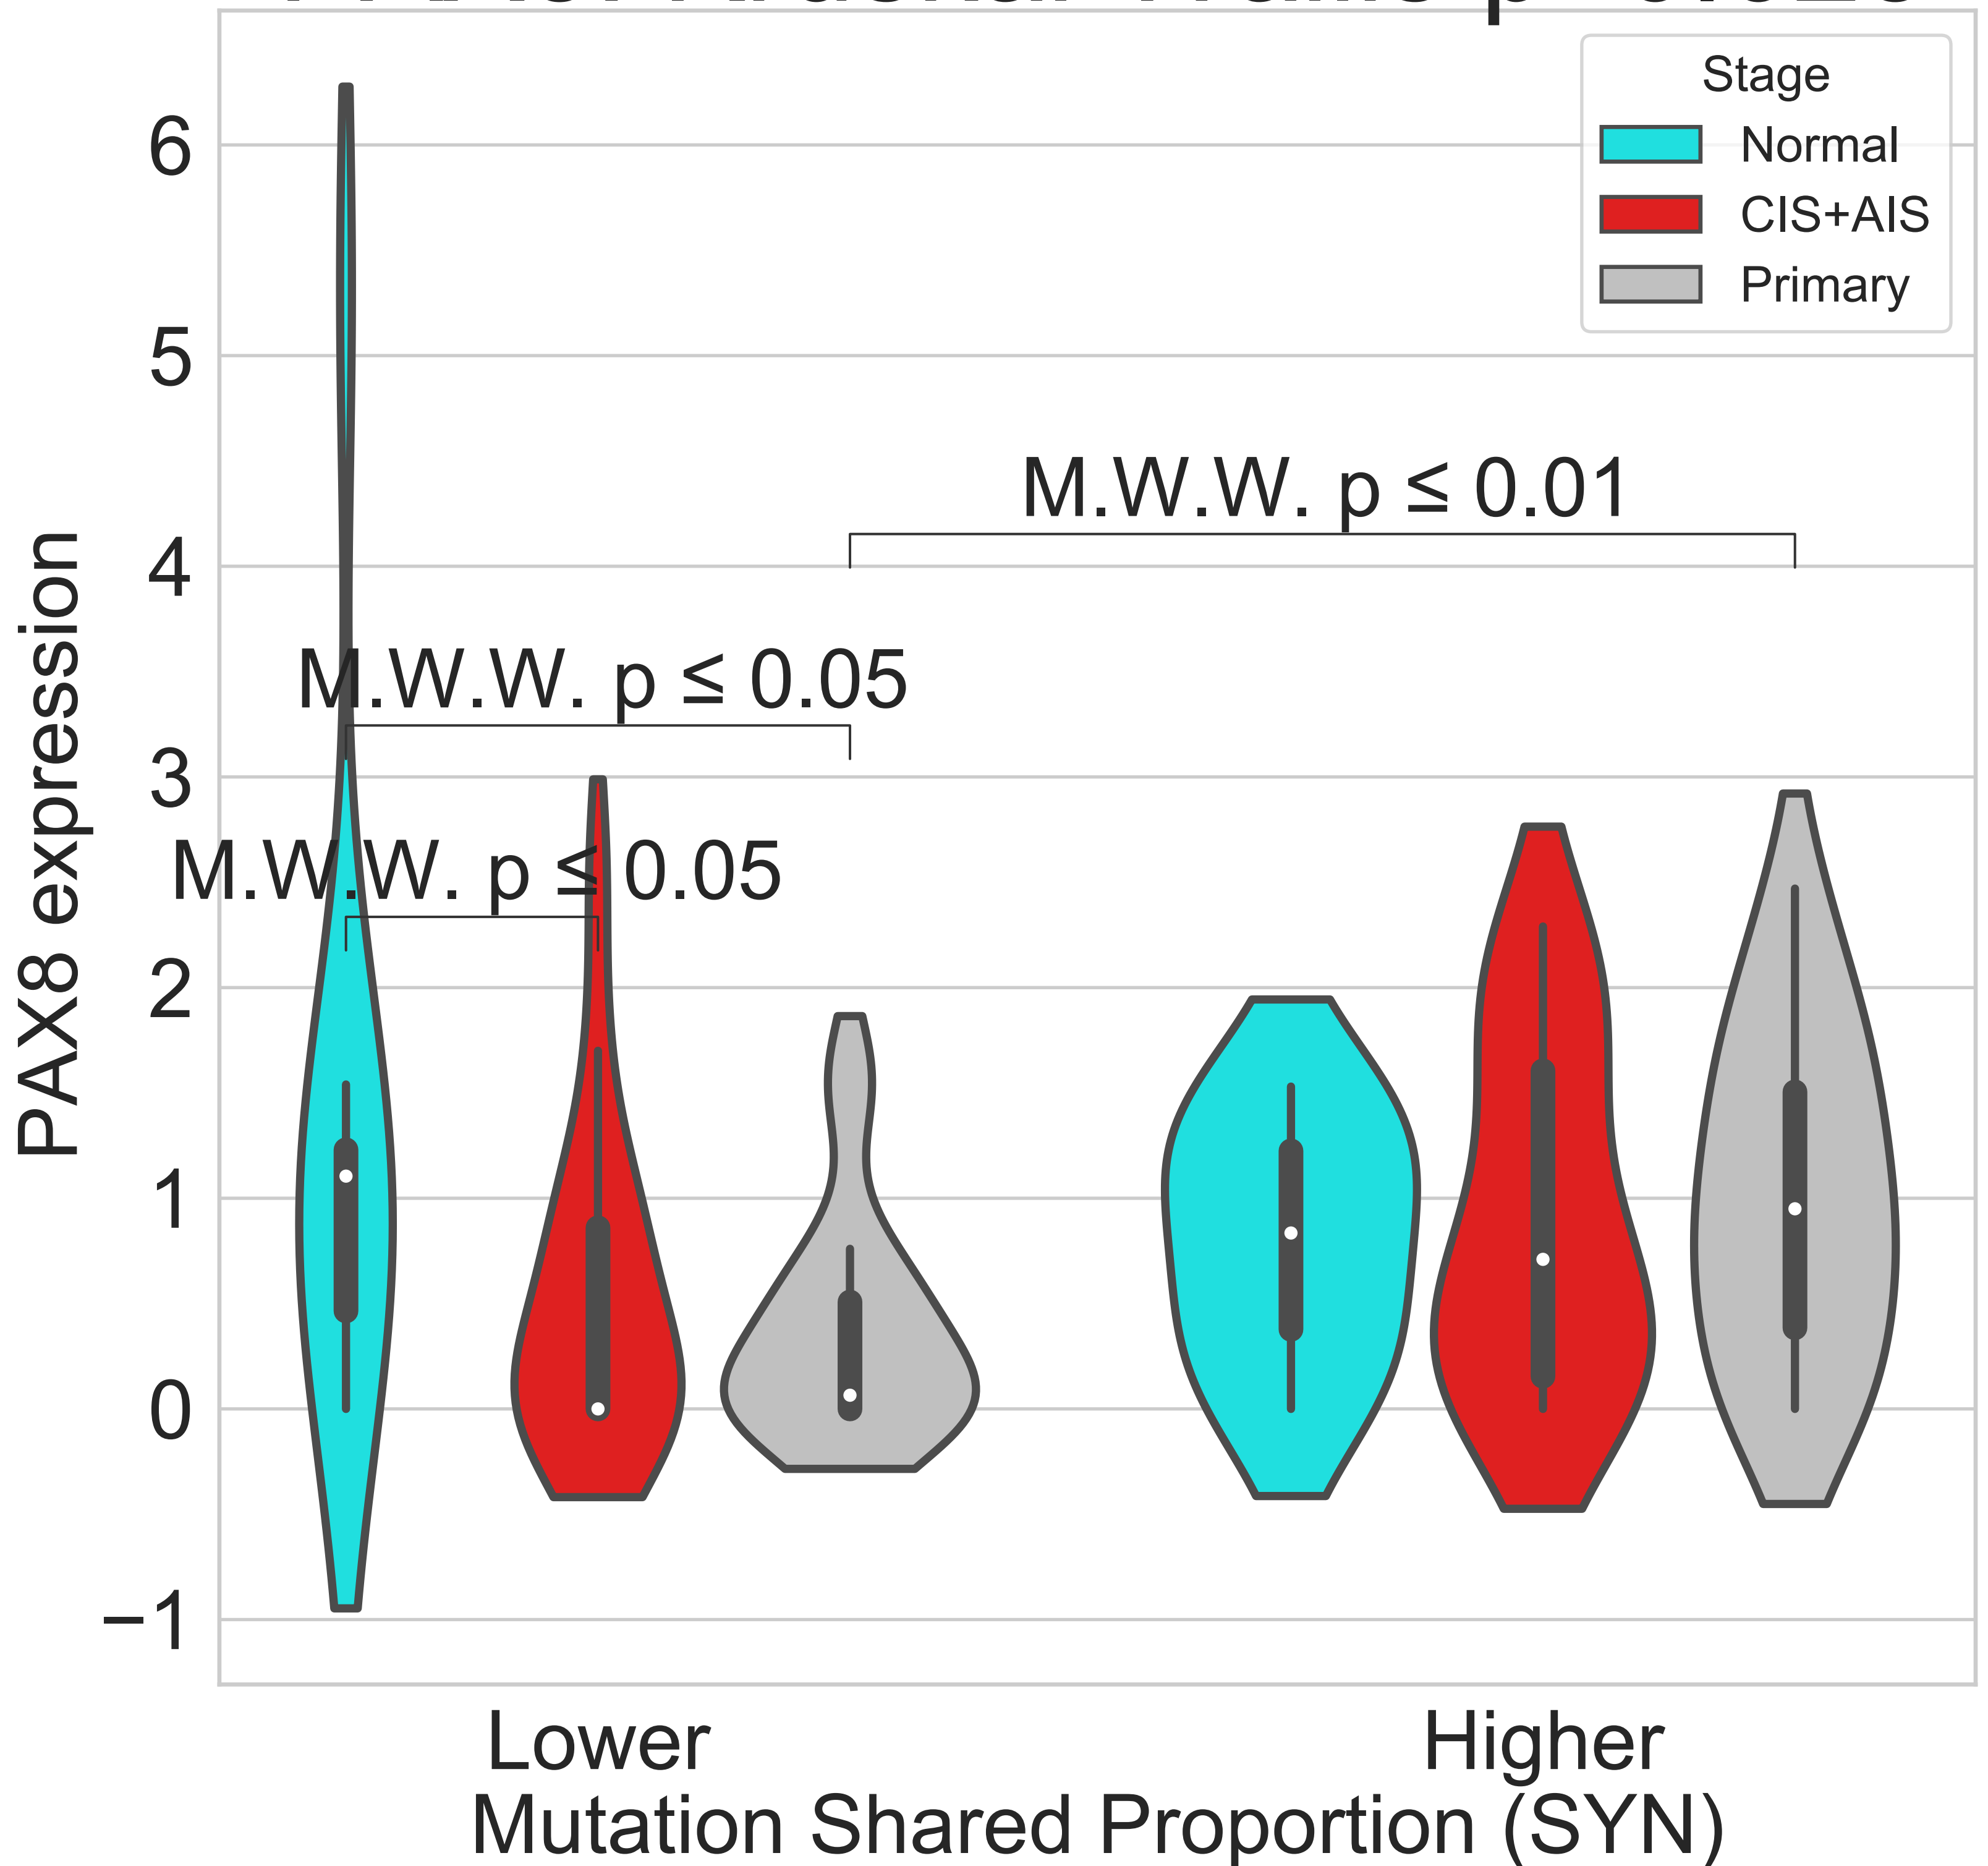 Stage
Normal
CIS+AIS
Primary
6
5
4
3
2
1
0
−1
PAX8 expression
M.W.W. p ≤ 0.01
M.W.W. p ≤ 0.05
M.W.W. p ≤ 0.05
Lower
Higher
Mutation Shared Proportion (SYN)